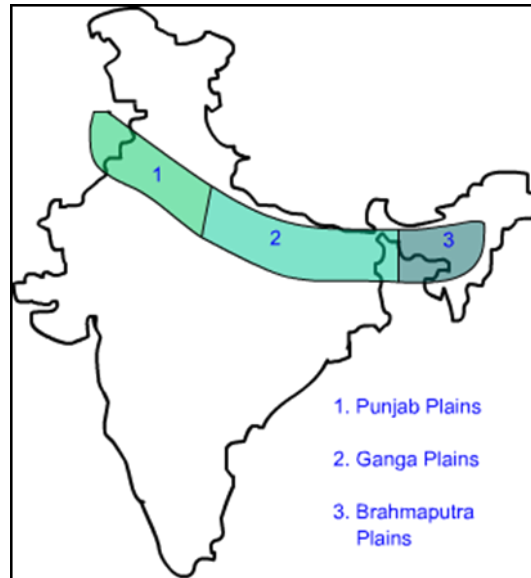 1
2
3
1. Punjab Plains
2. Ganga Plains
3. Brahmaputra
Plains